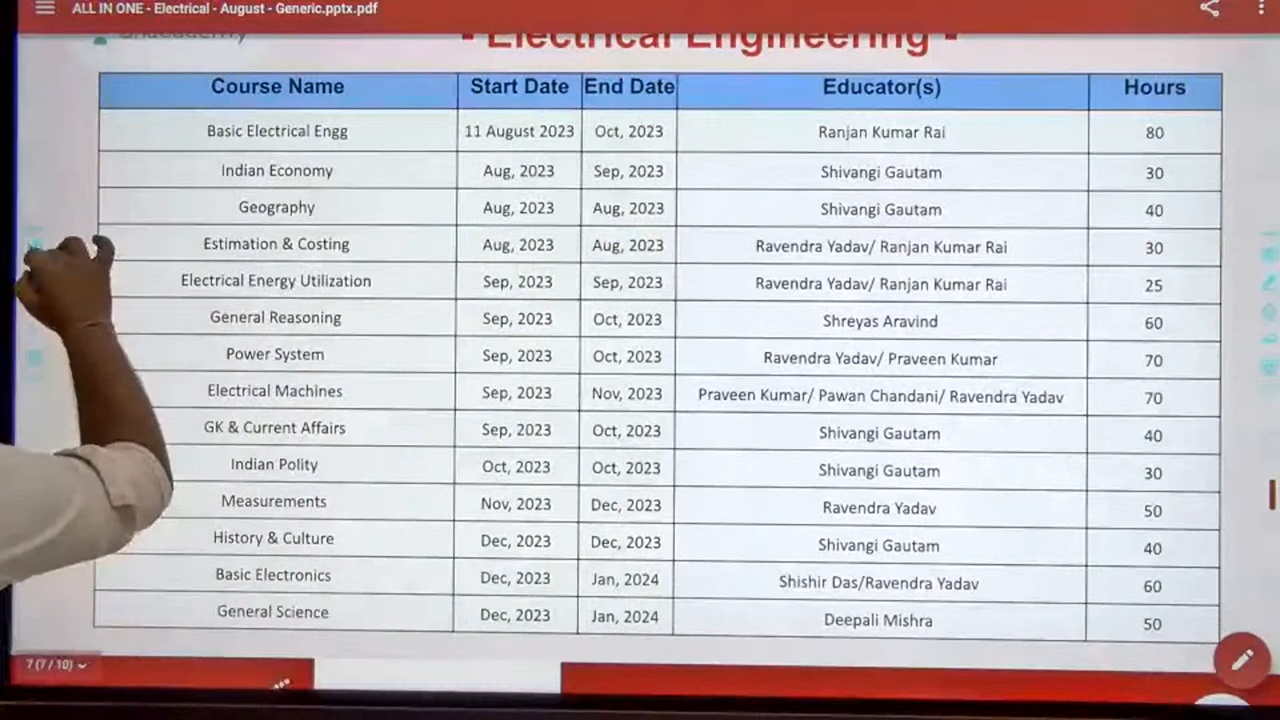 ALL IN ONE - Electrical - August - Generic.pptx.pdf
- Electrical Engineering -
Course Name Start Date End Date Educator(s) Hours
Basic Electrical Engg 11 August 2023 Oct, 2023 Ranjan Kumar Rai 80
Indian Economy Aug, 2023 Sep, 2023 Shivangi Gautam 30
Geography Aug, 2023 Aug, 2023 Shivangi Gautam 40
Estimation & Costing Aug, 2023 Aug, 2023 Ravendra Yadav/ Ranjan Kumar Rai 30
Electrical Energy Utilization Sep, 2023 Sep, 2023 Ravendra Yadav/ Ranjan Kumar Rai 25
General Reasoning Sep, 2023 Oct, 2023 Shreyas Aravind 60
Power System Sep, 2023 Oct, 2023 Ravendra Yadav/ Praveen Kumar 70
Electrical Machines Sep, 2023 Nov, 2023 Praveen Kumar/ Pawan Chandani/ Ravendra Yadav 70
GK & Current Affairs Sep, 2023 Oct, 2023 Shivangi Gautam 40
Indian Polity Oct, 2023 Oct, 2023 Shivangi Gautam 30
Measurements Nov, 2023 Dec, 2023 Ravendra Yadav 50
History & Culture Dec, 2023 Dec, 2023 Shivangi Gautam 40
Basic Electronics Dec, 2023 Jan, 2024 Shishir Das/Ravendra Yadav 60
General Science Dec, 2023 Jan, 2024 Deepali Mishra 50
7 (7 / 10)